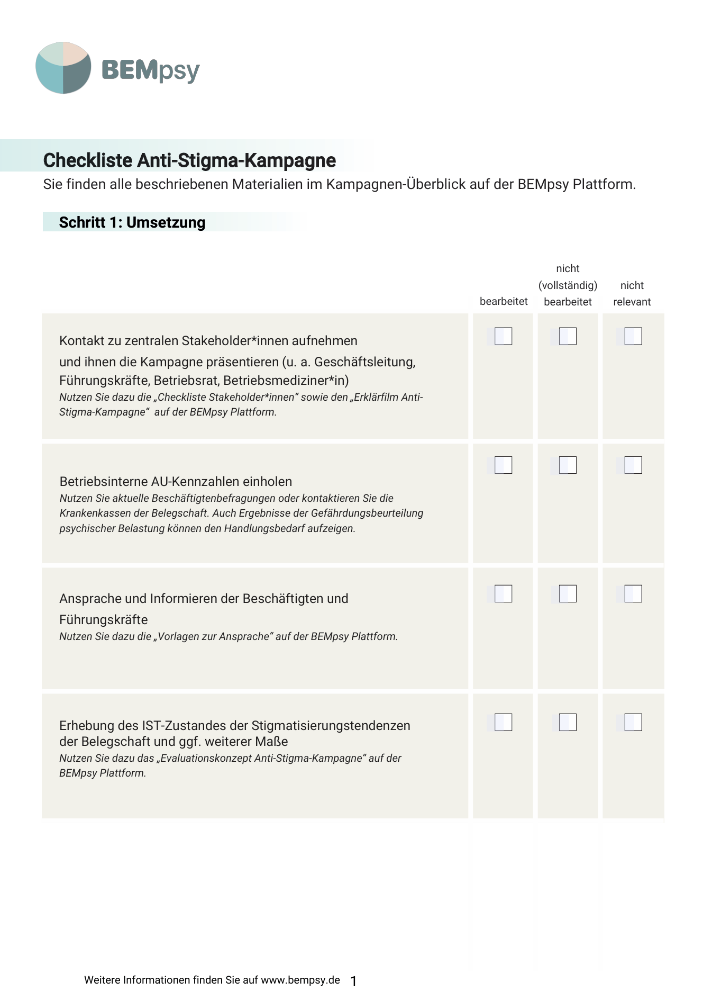 BEMpsy
Checkliste Anti-Stigma-Kampagne
Sie finden alle beschriebenen Materialien im Kampagnen-Überblick auf der BEMpsy Plattform.
Schritt 1: Umsetzung
bearbeitet
nicht
(vollständig)
bearbeitet
nicht
relevant
Kontakt zu zentralen Stakeholder*innen aufnehmen
und ihnen die Kampagne präsentieren (u. a. Geschäftsleitung,
Führungskräfte, Betriebsrat, Betriebsmediziner*in)
Nutzen Sie dazu die „Checkliste Stakeholder*innen“ sowie den „Erklärfilm Anti-
Stigma-Kampagne“ auf der BEMpsy Plattform.
Betriebsinterne AU-Kennzahlen einholen
Nutzen Sie aktuelle Beschäftigtenbefragungen oder kontaktieren Sie die
Krankenkassen der Belegschaft. Auch Ergebnisse der Gefährdungsbeurteilung
psychischer Belastung können den Handlungsbedarf aufzeigen.
Ansprache und Informieren der Beschäftigten und
Führungskräfte
Nutzen Sie dazu die „Vorlagen zur Ansprache“ auf der BEMpsy Plattform.
Erhebung des IST-Zustandes der Stigmatisierungstendenzen
der Belegschaft und ggf. weiterer Maße
Nutzen Sie dazu das „Evaluationskonzept Anti-Stigma-Kampagne“ auf der
BEMpsy Plattform.
Weitere Informationen finden Sie auf www.bempsy.de 1